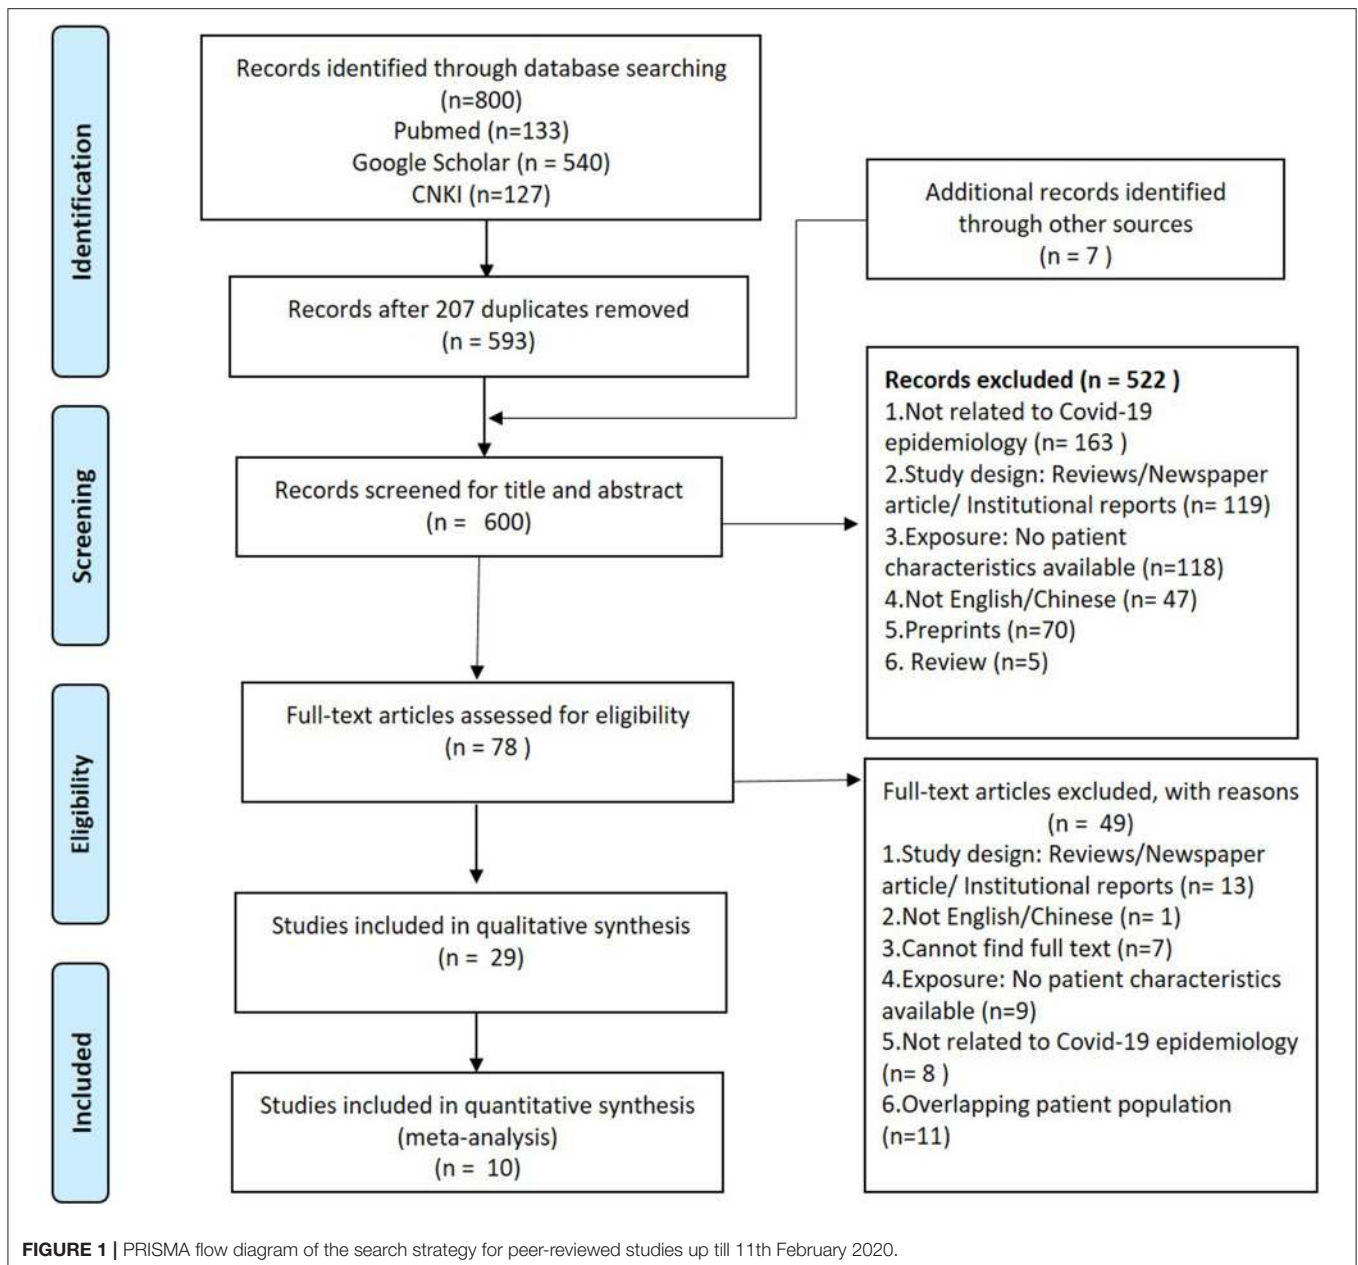 Identification
Records identified through database searching
(n=800)
Pubmed (n=133)
Google Scholar (n = 540)
CNKI (n=127)
Additional records identified
through other sources
(n = 7 )
Records after 207 duplicates removed
(n = 593)
Screening
Records screened for title and abstract
(n = 600)
Records excluded (n = 522 )
1.Not related to Covid-19
epidemiology (n= 163 )
2.Study design: Reviews/Newspaper
article/ Institutional reports (n= 119)
3.Exposure: No patient
characteristics available (n=118)
4.Not English/Chinese (n= 47)
5.Preprints (n=70)
6. Review (n=5)
Eligibility
Full-text articles assessed for eligibility
(n = 78 )
Full-text articles excluded, with reasons
(n = 49)
1.Study design: Reviews/Newspaper
article/ Institutional reports (n= 13)
2.Not English/Chinese (n= 1)
3.Cannot find full text (n=7)
4.Exposure: No patient characteristics
available (n=9)
5.Not related to Covid-19 epidemiology
(n= 8 )
6.Overlapping patient population
(n=11)
Studies included in qualitative synthesis
(n = 29)
Included
Studies included in quantitative synthesis
(meta-analysis)
(n = 10)
FIGURE 1 | PRISMA flow diagram of the search strategy for peer-reviewed studies up till 11th February 2020.